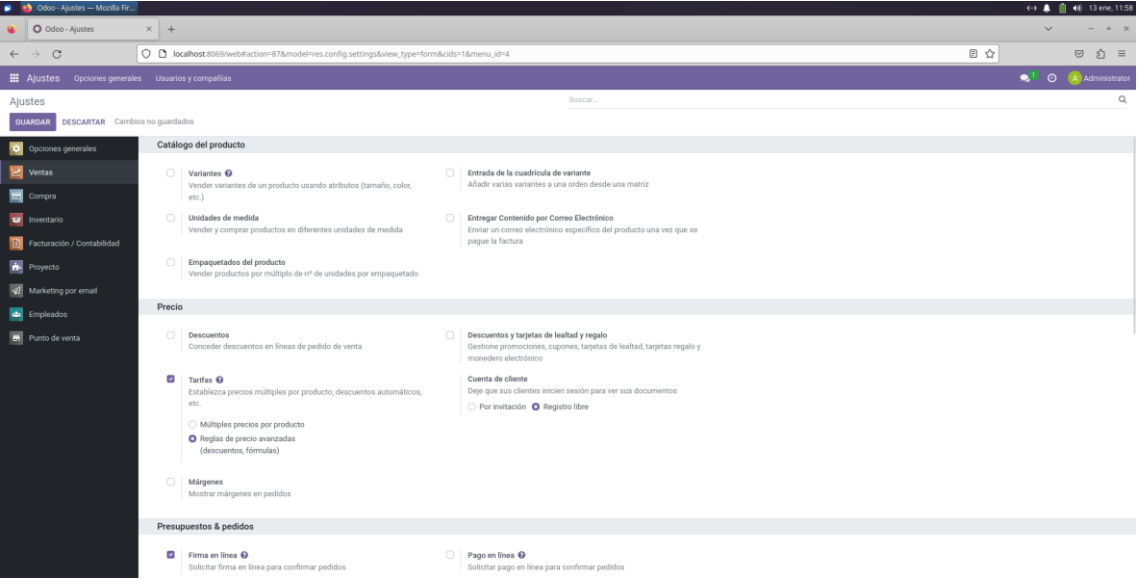 Odoo - Ajustes — Mozilla Fir...
13 ene, 11:58
Odoo - Ajustes
localhost:8069/web#action=87&model=res.config.settings&view_type=form&cids=1&menu_id=4
Ajustes Opciones generales Usuarios y compañías
1 A Administrator
Ajustes Buscar...
GUARDAR DESCARTAR Cambios no guardados
Opciones generales
Ventas
Compra
Inventario
Facturación / Contabilidad
Proyecto
Marketing por email
Empleados
Punto de venta
Catálogo del producto
Variantes ?
Vender variantes de un producto usando atributos (tamaño, color,
etc.)
Entrada de la cuadrícula de variante
Añadir varias variantes a una orden desde una matriz
Unidades de medida
Vender y comprar productos en diferentes unidades de medida
Entregar Contenido por Correo Electrónico
Enviar un correo electrónico específico del producto una vez que se
pague la factura
Empaquetados del producto
Vender productos por múltiplo de nº de unidades por empaquetado
Precio
Descuentos
Conceder descuentos en líneas de pedido de venta
Descuentos y tarjetas de lealtad y regalo
Gestione promociones, cupones, tarjetas de lealtad, tarjetas regalo y
monedero electrónico
Tarifas ?
Establezca precios múltiples por producto, descuentos automáticos,
etc.
Múltiples precios por producto
Reglas de precio avanzadas
(descuentos, fórmulas)
Cuenta de cliente
Deje que sus clientes inicien sesión para ver sus documentos
Por invitación Registro libre
Márgenes
Mostrar márgenes en pedidos
Presupuestos & pedidos
Firma en línea ?
Solicitar firma en línea para confirmar pedidos
Pago en línea ?
Solicitar pago en línea para confirmar pedidos